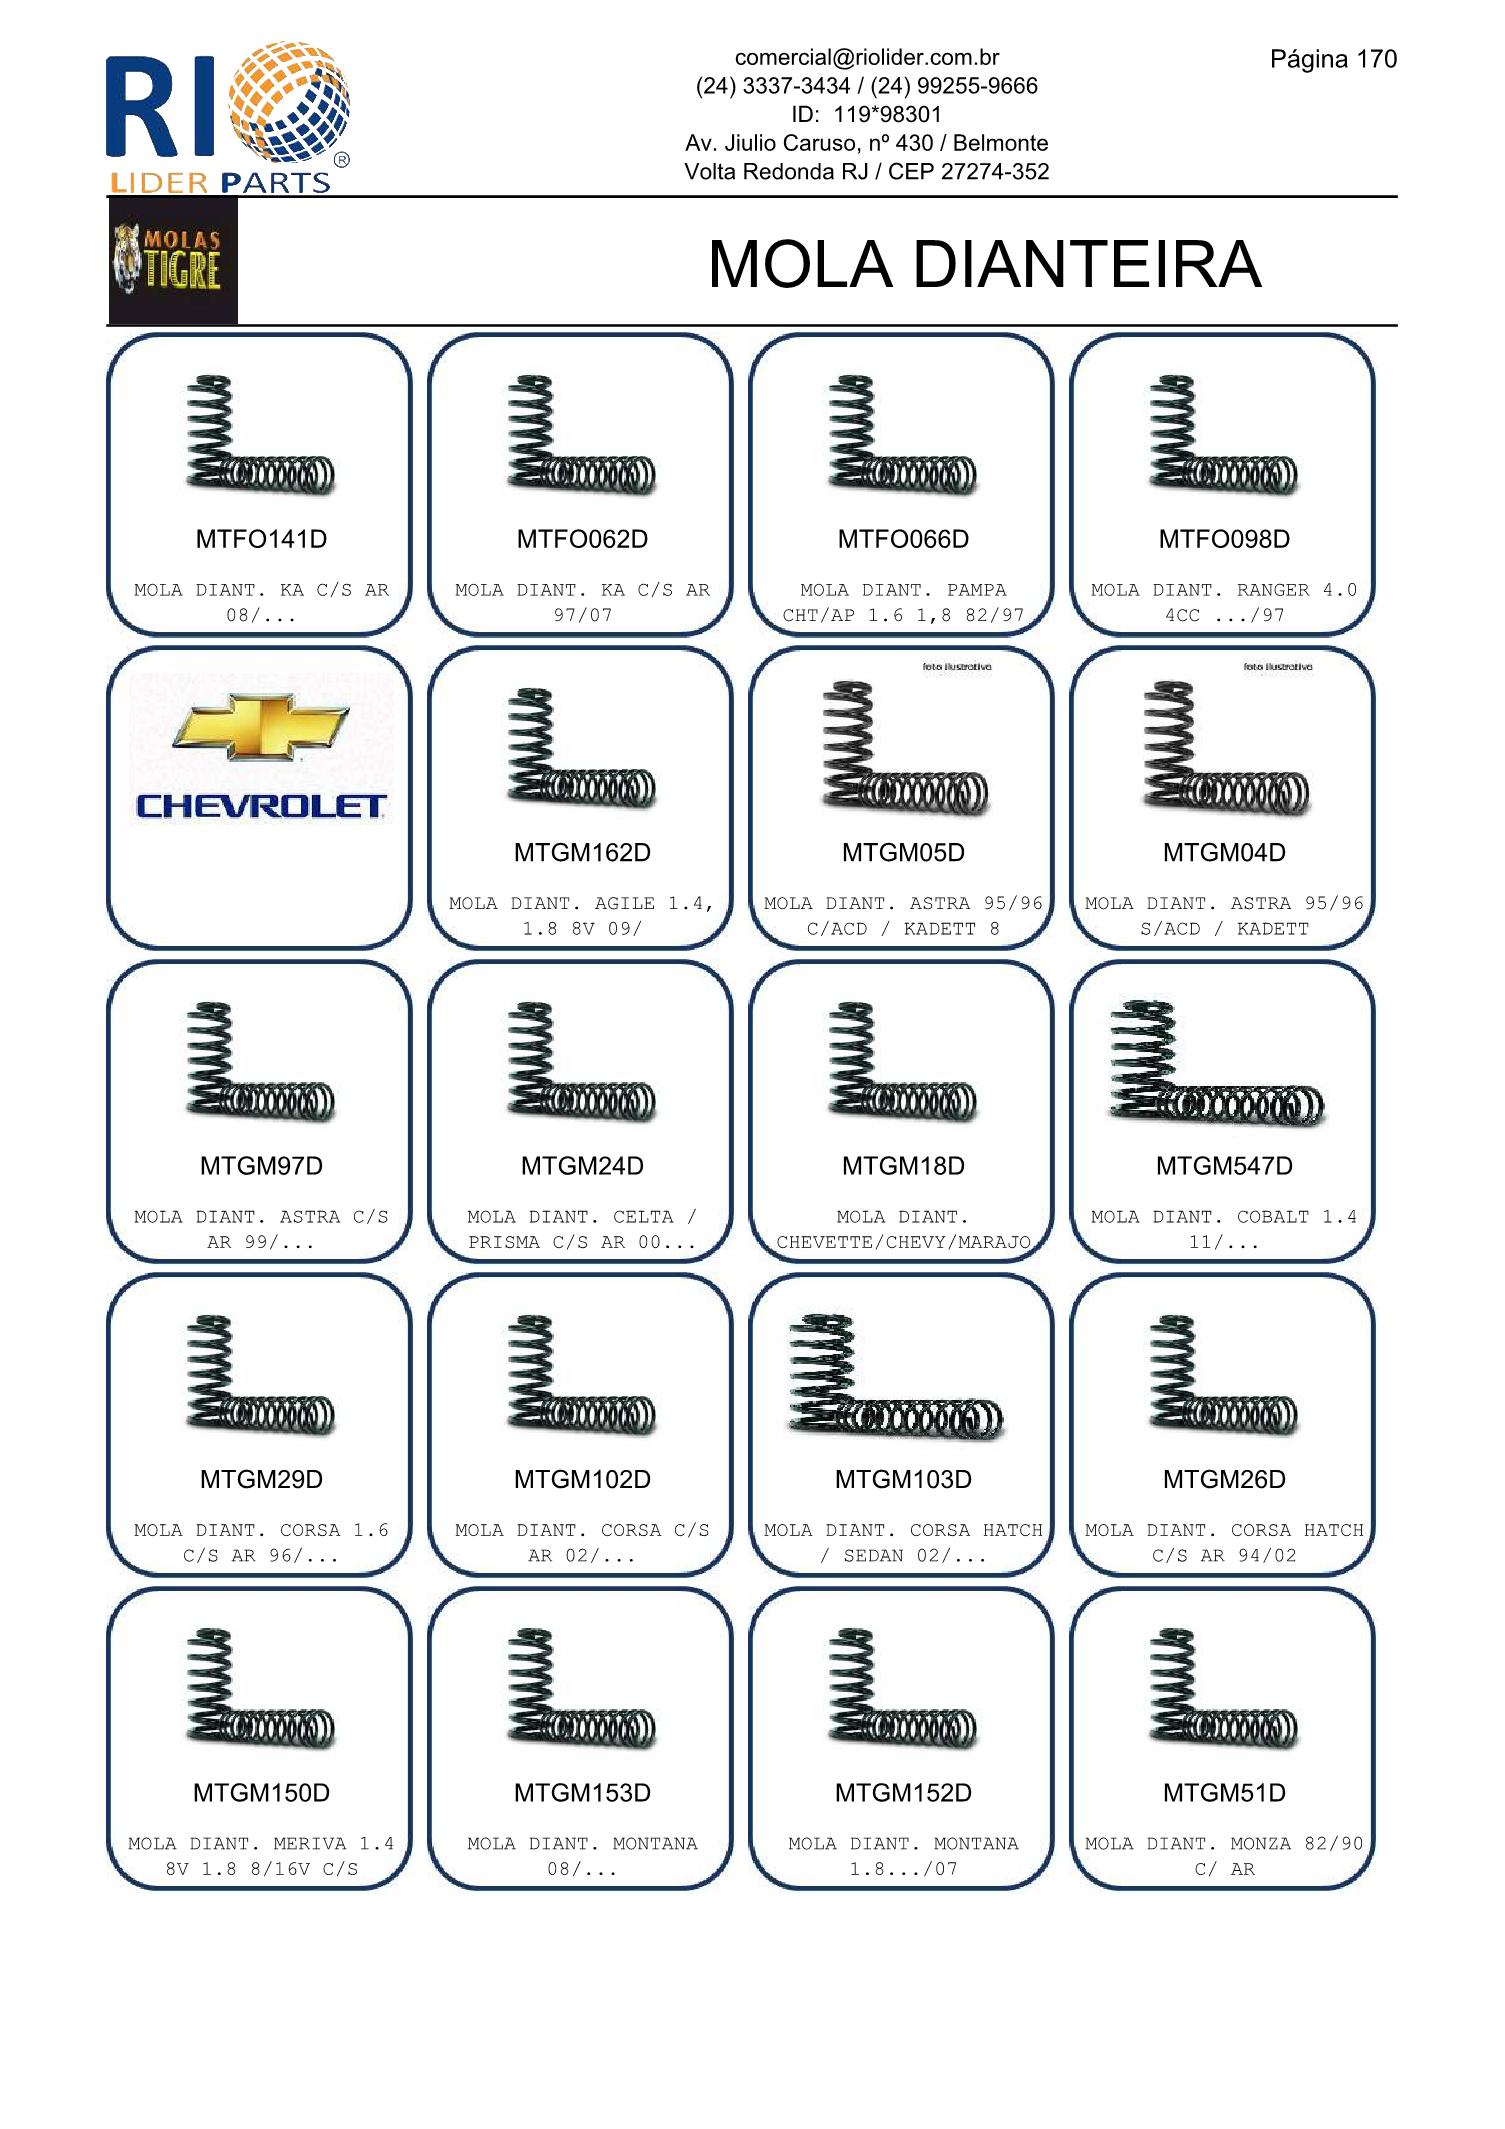 RIO
LIDER PARTS
®
comercial@riolider.com.br
(24) 3337-3434 / (24) 99255-9666
ID:  119*98301
Av. Jiulio Caruso, nº 430 / Belmonte
Volta Redonda RJ / CEP 27274-352
Página 170
MOLAS
TIGRE
MOLA DIANTEIRA
MTFO141D
MOLA DIANT. KA C/S AR
08/...
MTFO062D
MOLA DIANT. KA C/S AR
97/07
MTFO066D
MOLA DIANT. PAMPA
CHT/AP 1.6 1,8 82/97
MTFO098D
MOLA DIANT. RANGER 4.0
4CC .../97
CHEVROLET
MTGM162D
MOLA DIANT. AGILE 1.4,
1.8 8V 09/
foto ilustrativa
MTGM05D
MOLA DIANT. ASTRA 95/96
C/ACD / KADETT 8
foto ilustrativa
MTGM04D
MOLA DIANT. ASTRA 95/96
S/ACD / KADETT
MTGM97D
MOLA DIANT. ASTRA C/S
AR 99/...
MTGM24D
MOLA DIANT. CELTA /
PRISMA C/S AR 00...
MTGM18D
MOLA DIANT.
CHEVETTE/CHEVY/MARAJO
MTGM547D
MOLA DIANT. COBALT 1.4
11/...
MTGM29D
MOLA DIANT. CORSA 1.6
C/S AR 96/...
MTGM102D
MOLA DIANT. CORSA C/S
AR 02/...
MTGM103D
MOLA DIANT. CORSA HATCH
/ SEDAN 02/...
MTGM26D
MOLA DIANT. CORSA HATCH
C/S AR 94/02
MTGM150D
MOLA DIANT. MERIVA 1.4
8V 1.8 8/16V C/S
MTGM153D
MOLA DIANT. MONTANA
08/...
MTGM152D
MOLA DIANT. MONTANA
1.8.../07
MTGM51D
MOLA DIANT. MONZA 82/90
C/ AR